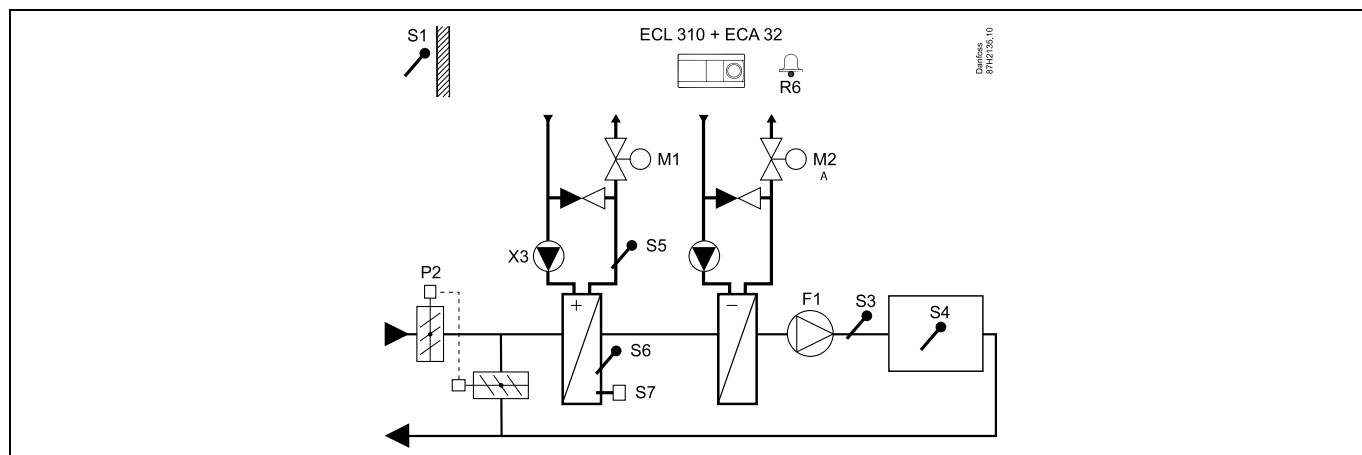 S1
ECL 310 + ECA 32
Danfoss
87H2135.10
R6
M1
M2
A
X3
S5
P2
F1
S3
S4
+
−
S6
S7